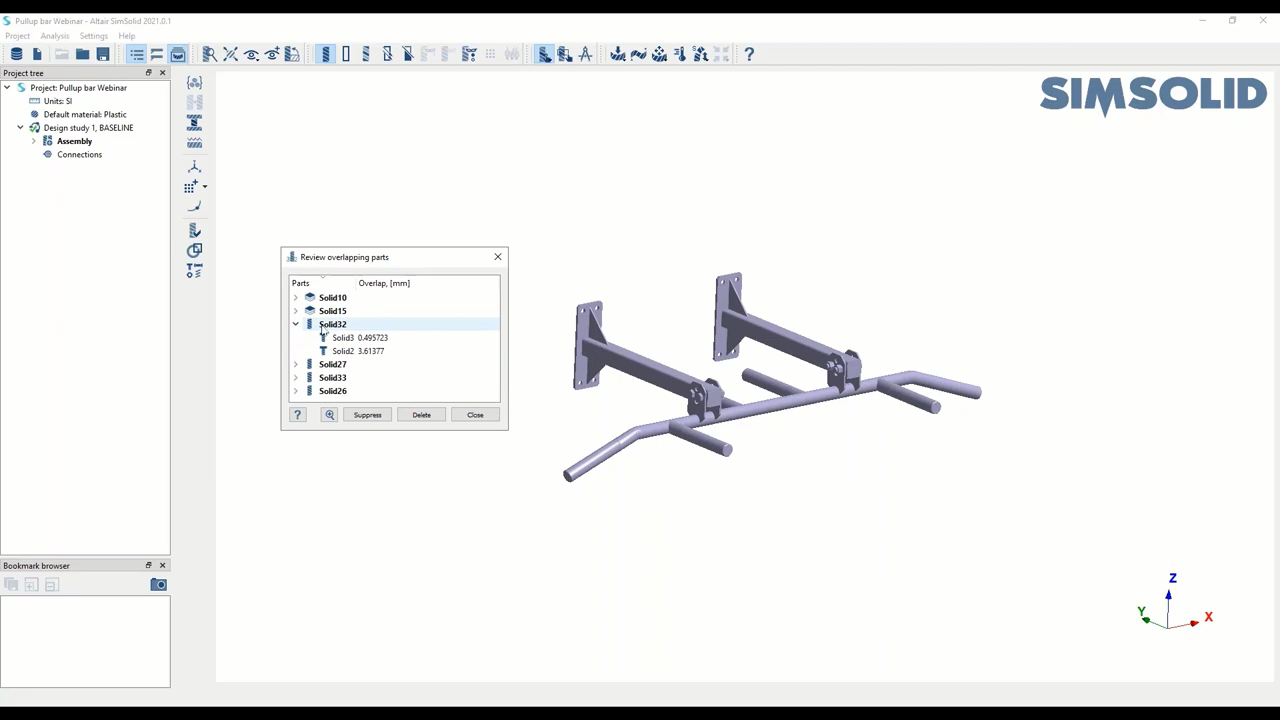 Pullup bar Webinar - Altair SimSolid 2021.0.1
Project Analysis Settings Help
Project tree
Project: Pullup bar Webinar
Units: SI
Default material: Plastic
Design study 1, BASELINE
Assembly
Connections
SIMSOLID
Review overlapping parts
Parts Overlap, [mm]
Solid10
Solid15
Solid32
Solid3 0.495723
Solid2 3.61377
Solid27
Solid33
Solid26
? Suppress Delete Close
Bookmark browser
Z
Y
X